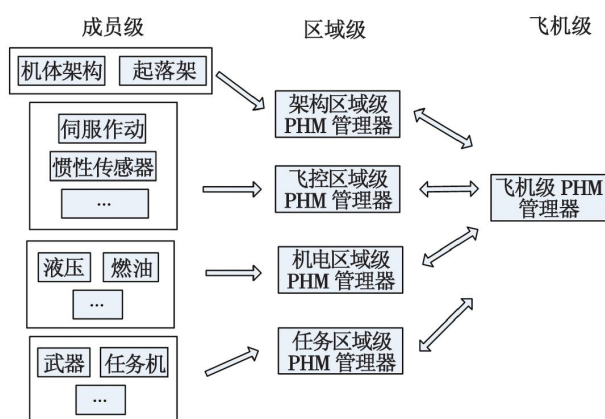 成员级
区域级
飞机级
机体架构
起落架
架构区域级
PHM 管理器
伺服作动
惯性传感器
...
飞控区域级
PHM 管理器
飞机级 PHM
管理器
液压
燃油
...
机电区域级
PHM 管理器
武器
任务机
...
任务区域级
PHM 管理器